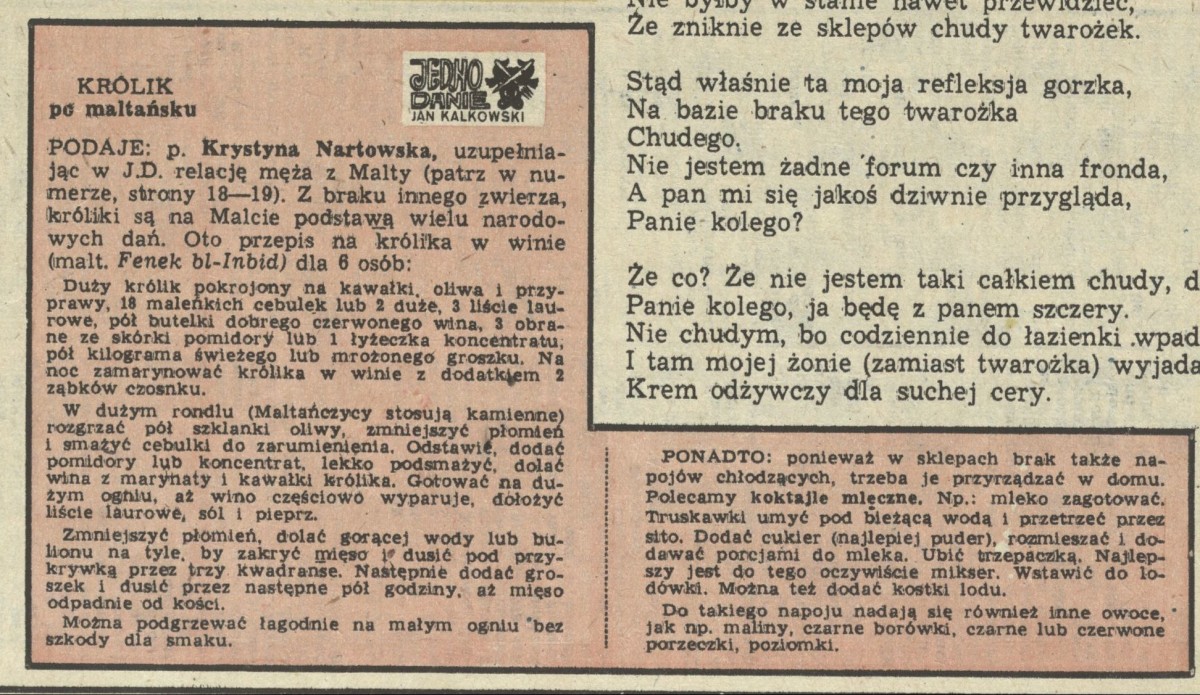 KRÓLIK
po maltańsku
JEDNO
DANIE
JAN KALKOWSKI
PODAJE: p. Krystyna Nartowska, uzupełnia-
jąc w J.D. relację męża z Malty (patrz w nu-
merze, strony 18—19). Z braku innego zwierza,
króliki są na Malcie podstawą wielu narodo-
wych dań. Oto przepis na królika w winie
(malt. Fenek bl-Inbid) dla 6 osób:
Duży królik pokrojony na kawałki, oliwa i przy-
prawy, 18 maleńkich cebulek lub 2 duże, 3 liście lau-
rowe, pół butelki dobrego czerwonego wina, 3 obra-
ne ze skórki pomidory lub 1 łyżeczka koncentratu,
pół kilograma świeżego lub mrożonego groszku. Na
noc zamarynować królika w winie z dodatkiem 2
ząbków czosnku.
W dużym rondlu (Maltańczycy stosują kamienne)
rozgrzać pół szklanki oliwy, zmniejszyć płomień
i smażyć cebulki do zarumienienia. Odstawić, dodać
pomidory lub koncentrat, lekko podsmażyć, dolać
wina z marynaty i kawałki królika. Gotować na du-
żym ogniu, aż wino częściowo wyparuje, dołożyć
liście laurowe, sól i pieprz.
Zmniejszyć płomień, dolać gorącej wody lub bu-
lionu na tyle, by zakryć mięso i dusić pod przy-
krywką przez trzy kwadranse. Następnie dodać gro-
szek i dusić przez następne pół godziny, aż mięso
odpadnie od kości.
Można podgrzewać łagodnie na małym ogniu bez
szkody dla smaku.
Nie byłby w stanie nawet przewidzieć,
Że zniknie ze sklepów chudy twarożek.
Stąd właśnie ta moja refleksja gorzka,
Na bazie braku tego twarożka
Chudego.
Nie jestem żadne forum czy inna fronda,
A pan mi się jakoś dziwnie przygląda,
Panie kolego?
Że co? Że nie jestem taki całkiem chudy, d
Panie kolego, ja będę z panem szczery.
Nie chudym, bo codziennie do łazienki wpad
I tam mojej żonie (zamiast twarożka) wyjada
Krem odżywczy dla suchej cery.
PONADTO: ponieważ w sklepach brak także na-
pojów chłodzących, trzeba je przyrządzać w domu.
Polecamy koktajle mleczne. Np.: mleko zagotować.
Truskawki umyć pod bieżącą wodą i przetrzeć przez
sito. Dodać cukier (najlepiej puder), rozmieszać i do-
dawać porcjami do mleka. Ubić trzepaczką. Najlep-
szy jest do tego oczywiście mikser. Wstawić do lo-
dówki. Można też dodać kostki lodu.
Do takiego napoju nadają się również inne owoce,
jak np. maliny, czarne borówki, czarne lub czerwone
porzeczki, poziomki.